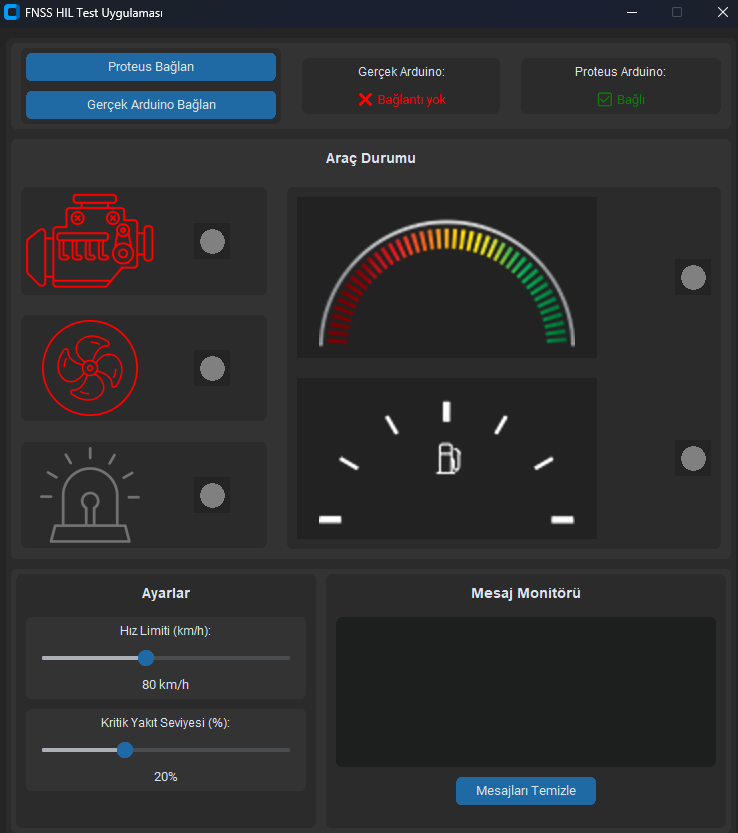 FNSS HIL Test Uygulaması
Proteus Bağlan
Gerçek Arduino Bağlan
Gerçek Arduino:
❌ Bağlantı yok
Proteus Arduino:
☑ Bağlı
Araç Durumu
Ayarlar
Hız Limiti (km/h):
80 km/h
Kritik Yakıt Seviyesi (%):
20%
Mesaj Monitörü
Mesajları Temizle